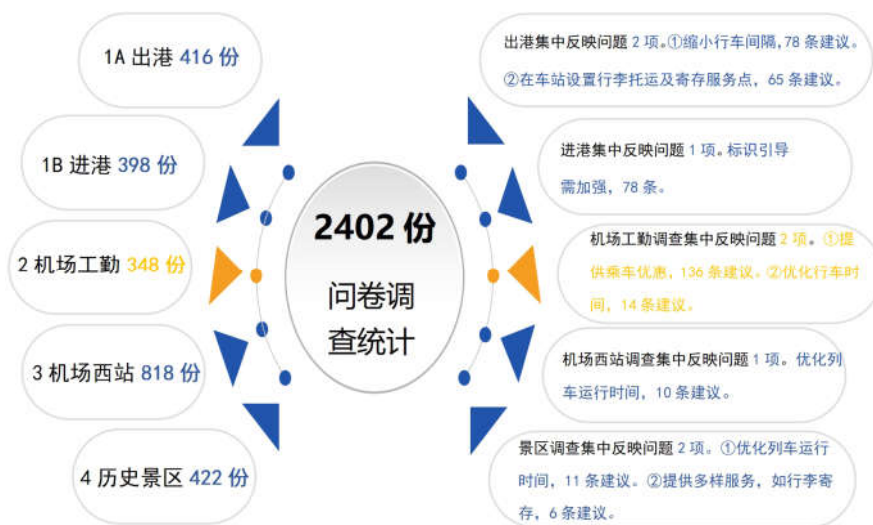 1A 出港 416 份
1B 进港 398 份
2 机场工勤 348 份
3 机场西站 818 份
4 历史景区 422 份
2402 份
问卷调
查统计
出港集中反映问题 2 项。①缩小行车间隔，78 条建议。
②在车站设置行李托运及寄存服务点，65 条建议。
进港集中反映问题 1 项。标识引导
需加强，78 条。
机场工勤调查集中反映问题 2 项。①提
供乘车优惠，136 条建议。②优化行车时
间，14 条建议。
机场西站调查集中反映问题 1 项。优化列
车运行时间，10 条建议。
景区调查集中反映问题 2 项。①优化列车运行
时间，11 条建议。②提供多样服务，如行李寄
存，6 条建议。